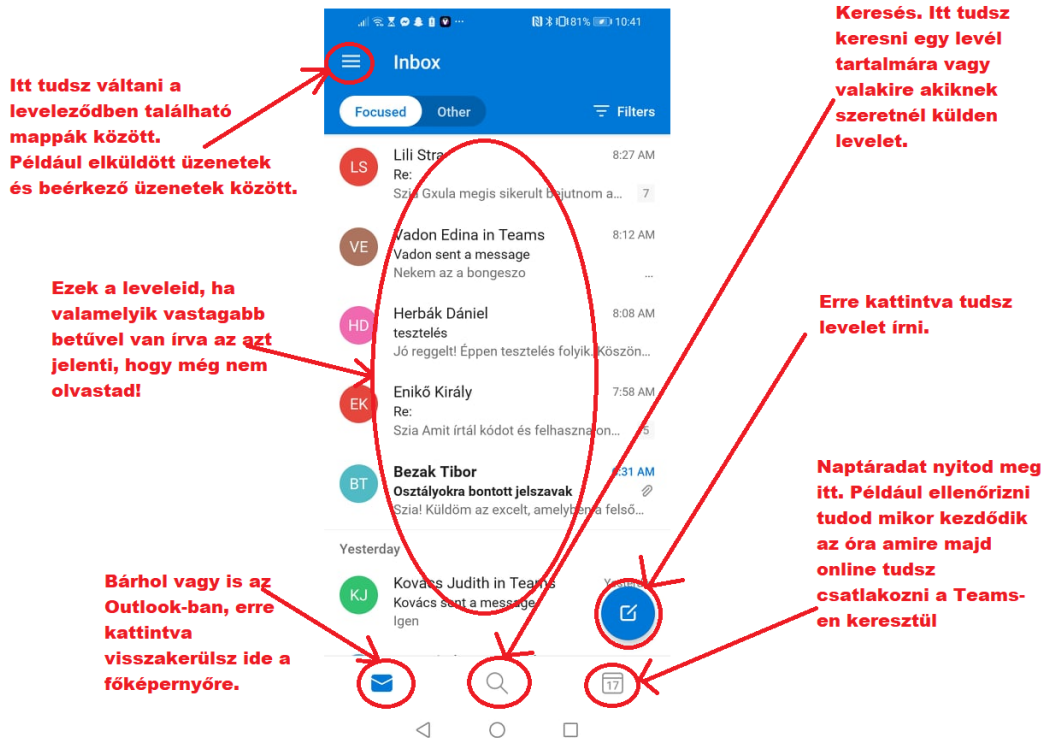 81% 10:41
Inbox
Focused Other Filters
LS
Lili Stra 8:27 AM
Re:
Szia Gxula megis sikerult bejutnom a... 7
VE
Vadon Edina in Teams 8:12 AM
Vadon sent a message
Nekem az a bongeszo ...
HD
Herbák Dániel 8:08 AM
tesztelés
Jó reggelt! Éppen tesztelés folyik. Köszön...
EK
Enikő Király 7:58 AM
Re:
Szia Amit írtál kódot és felhaszna on... 5
BT
Bezak Tibor 6:31 AM
Osztályokra bontott jelszavak
Szia! Küldöm az excelt, amelyben a felső...
Yesterday
KJ
Kovács Judith in Teams
Kovács sent a message
Igen
17
Itt tudsz váltani a
leveleződben található
mappák között.
Például elküldött üzenetek
és beérkező üzenetek között.
Ezek a leveleid, ha
valamelyik vastagabb
betűvel van írva az azt
jelenti, hogy még nem
olvastad!
Bárhol vagy is az
Outlook-ban, erre
kattintva
visszakerülsz ide a
főképernyőre.
Keresés. Itt tudsz
keresni egy levél
tartalmára vagy
valakire akiknek
szeretnél külden
levelet.
Erre kattintva tudsz
levelet írni.
Naptáradat nyitod meg
itt. Például ellenőrizni
tudod mikor kezdődik
az óra amire majd
online tudsz
csatlakozni a Teams-
en keresztül